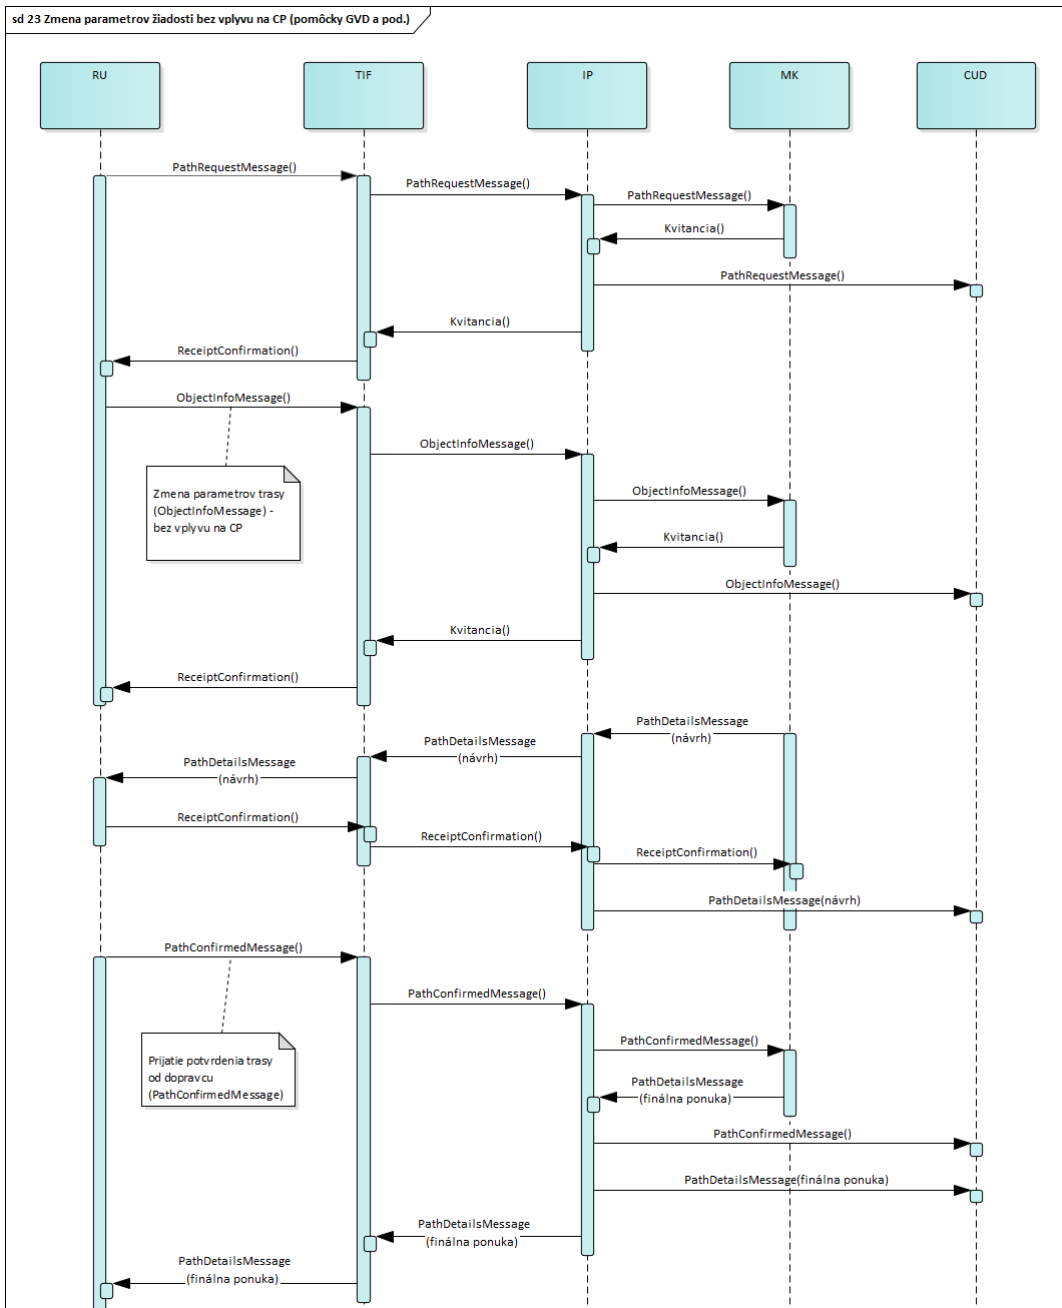 sd 23 Zmena parametrov žiadosti bez vplyvu na CP (pomôcky GVD a pod.)
RU
TIF
IP
MK
CUD
PathRequestMessage()
PathRequestMessage()
PathRequestMessage()
Kvitancia()
PathRequestMessage()
Kvitancia()
ReceiptConfirmation()
ObjectInfoMessage()
ObjectInfoMessage()
Zmena parametrov trasy
(ObjectInfoMessage) -
bez vplyvu na CP
ObjectInfoMessage()
Kvitancia()
ObjectInfoMessage()
Kvitancia()
ReceiptConfirmation()
PathDetailsMessage
(návrh)
PathDetailsMessage
(návrh)
PathDetailsMessage
(návrh)
ReceiptConfirmation()
ReceiptConfirmation()
ReceiptConfirmation()
PathDetailsMessage(návrh)
PathConfirmedMessage()
PathConfirmedMessage()
Prijatie potvrdenia trasy
od dopravcu
(PathConfirmedMessage)
PathConfirmedMessage()
PathDetailsMessage
(finálna ponuka)
PathConfirmedMessage()
PathDetailsMessage(finálna ponuka)
PathDetailsMessage
(finálna ponuka)
PathDetailsMessage
(finálna ponuka)